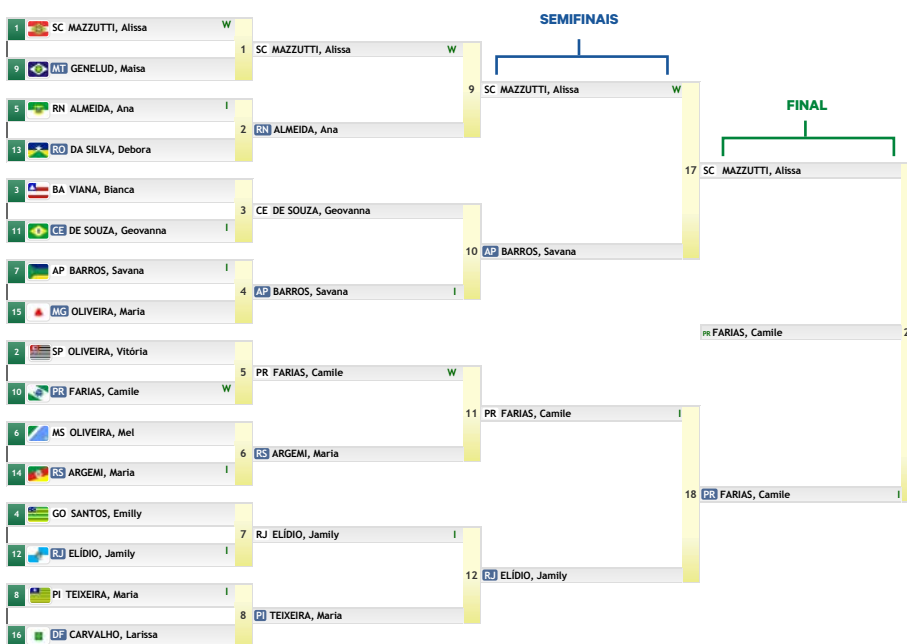 SEMIFINAIS
FINAL
1 SC MAZZUTTI, Alissa W
9 MT GENELUD, Maisa
5 RN ALMEIDA, Ana I
13 RO DA SILVA, Debora
3 BA VIANA, Bianca
11 CE DE SOUZA, Geovanna I
7 AP BARROS, Savana I
15 MG OLIVEIRA, Maria
2 SP OLIVEIRA, Vitória
10 PR FARIAS, Camile W
6 MS OLIVEIRA, Mel
14 RS ARGEMI, Maria I
4 GO SANTOS, Emilly
12 RJ ELÍDIO, Jamily I
8 PI TEIXEIRA, Maria I
16 DF CARVALHO, Larissa
1 SC MAZZUTTI, Alissa W
2 RN ALMEIDA, Ana
3 CE DE SOUZA, Geovanna
4 AP BARROS, Savana I
5 PR FARIAS, Camile W
6 RS ARGEMI, Maria
7 RJ ELÍDIO, Jamily I
8 PI TEIXEIRA, Maria
9 SC MAZZUTTI, Alissa W
10 AP BARROS, Savana
11 PR FARIAS, Camile I
12 RJ ELÍDIO, Jamily
17 SC MAZZUTTI, Alissa
PR FARIAS, Camile
18 PR FARIAS, Camile I